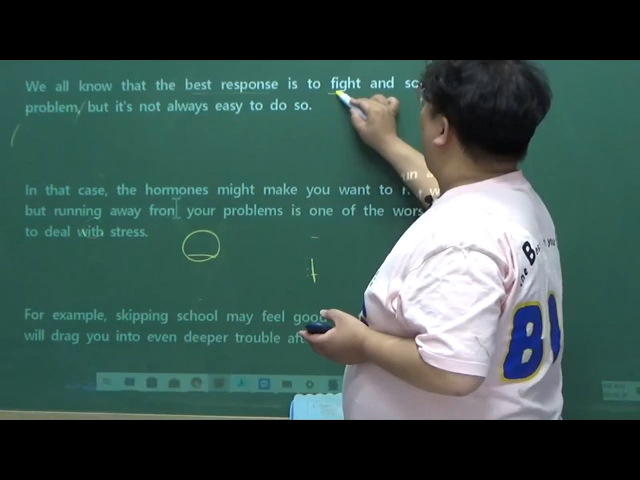 We all know that the best response is to fight and
problem, but it's not always easy to do so.
In that case, the hormones might make you want to
but running away from your problems is one of the
to deal with stress.
For example, skipping school may feel good
will drag you into even deeper trouble
B